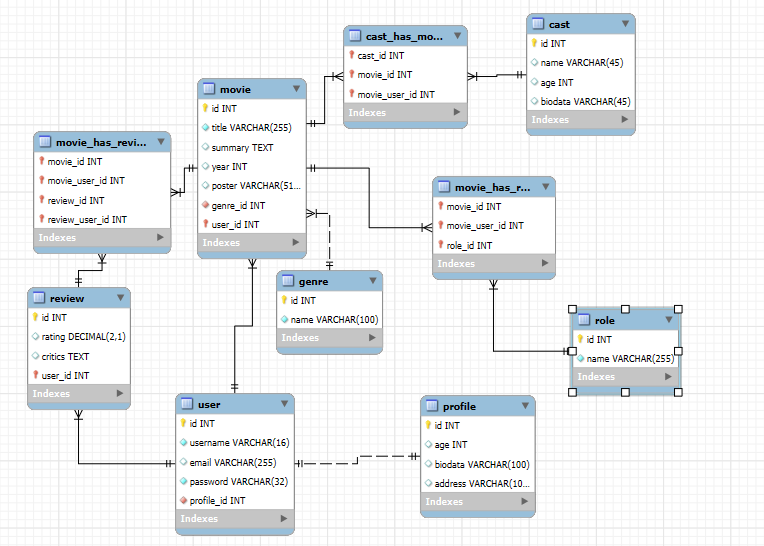 cast_has_mo...
cast_id INT
movie_id INT
movie_user_id INT
Indexes
cast
id INT
name VARCHAR(45)
age INT
biodata VARCHAR(45)
Indexes
movie
id INT
title VARCHAR(255)
summary TEXT
year INT
poster VARCHAR(51...
genre_id INT
user_id INT
Indexes
movie_has_revi...
movie_id INT
movie_user_id INT
review_id INT
review_user_id INT
Indexes
movie_has_r...
movie_id INT
movie_user_id INT
role_id INT
Indexes
genre
id INT
name VARCHAR(100)
Indexes
review
id INT
rating DECIMAL(2,1)
critics TEXT
user_id INT
Indexes
role
id INT
name VARCHAR(255)
Indexes
user
id INT
username VARCHAR(16)
email VARCHAR(255)
password VARCHAR(32)
profile_id INT
Indexes
profile
id INT
age INT
biodata VARCHAR(100)
address VARCHAR(10...
Indexes